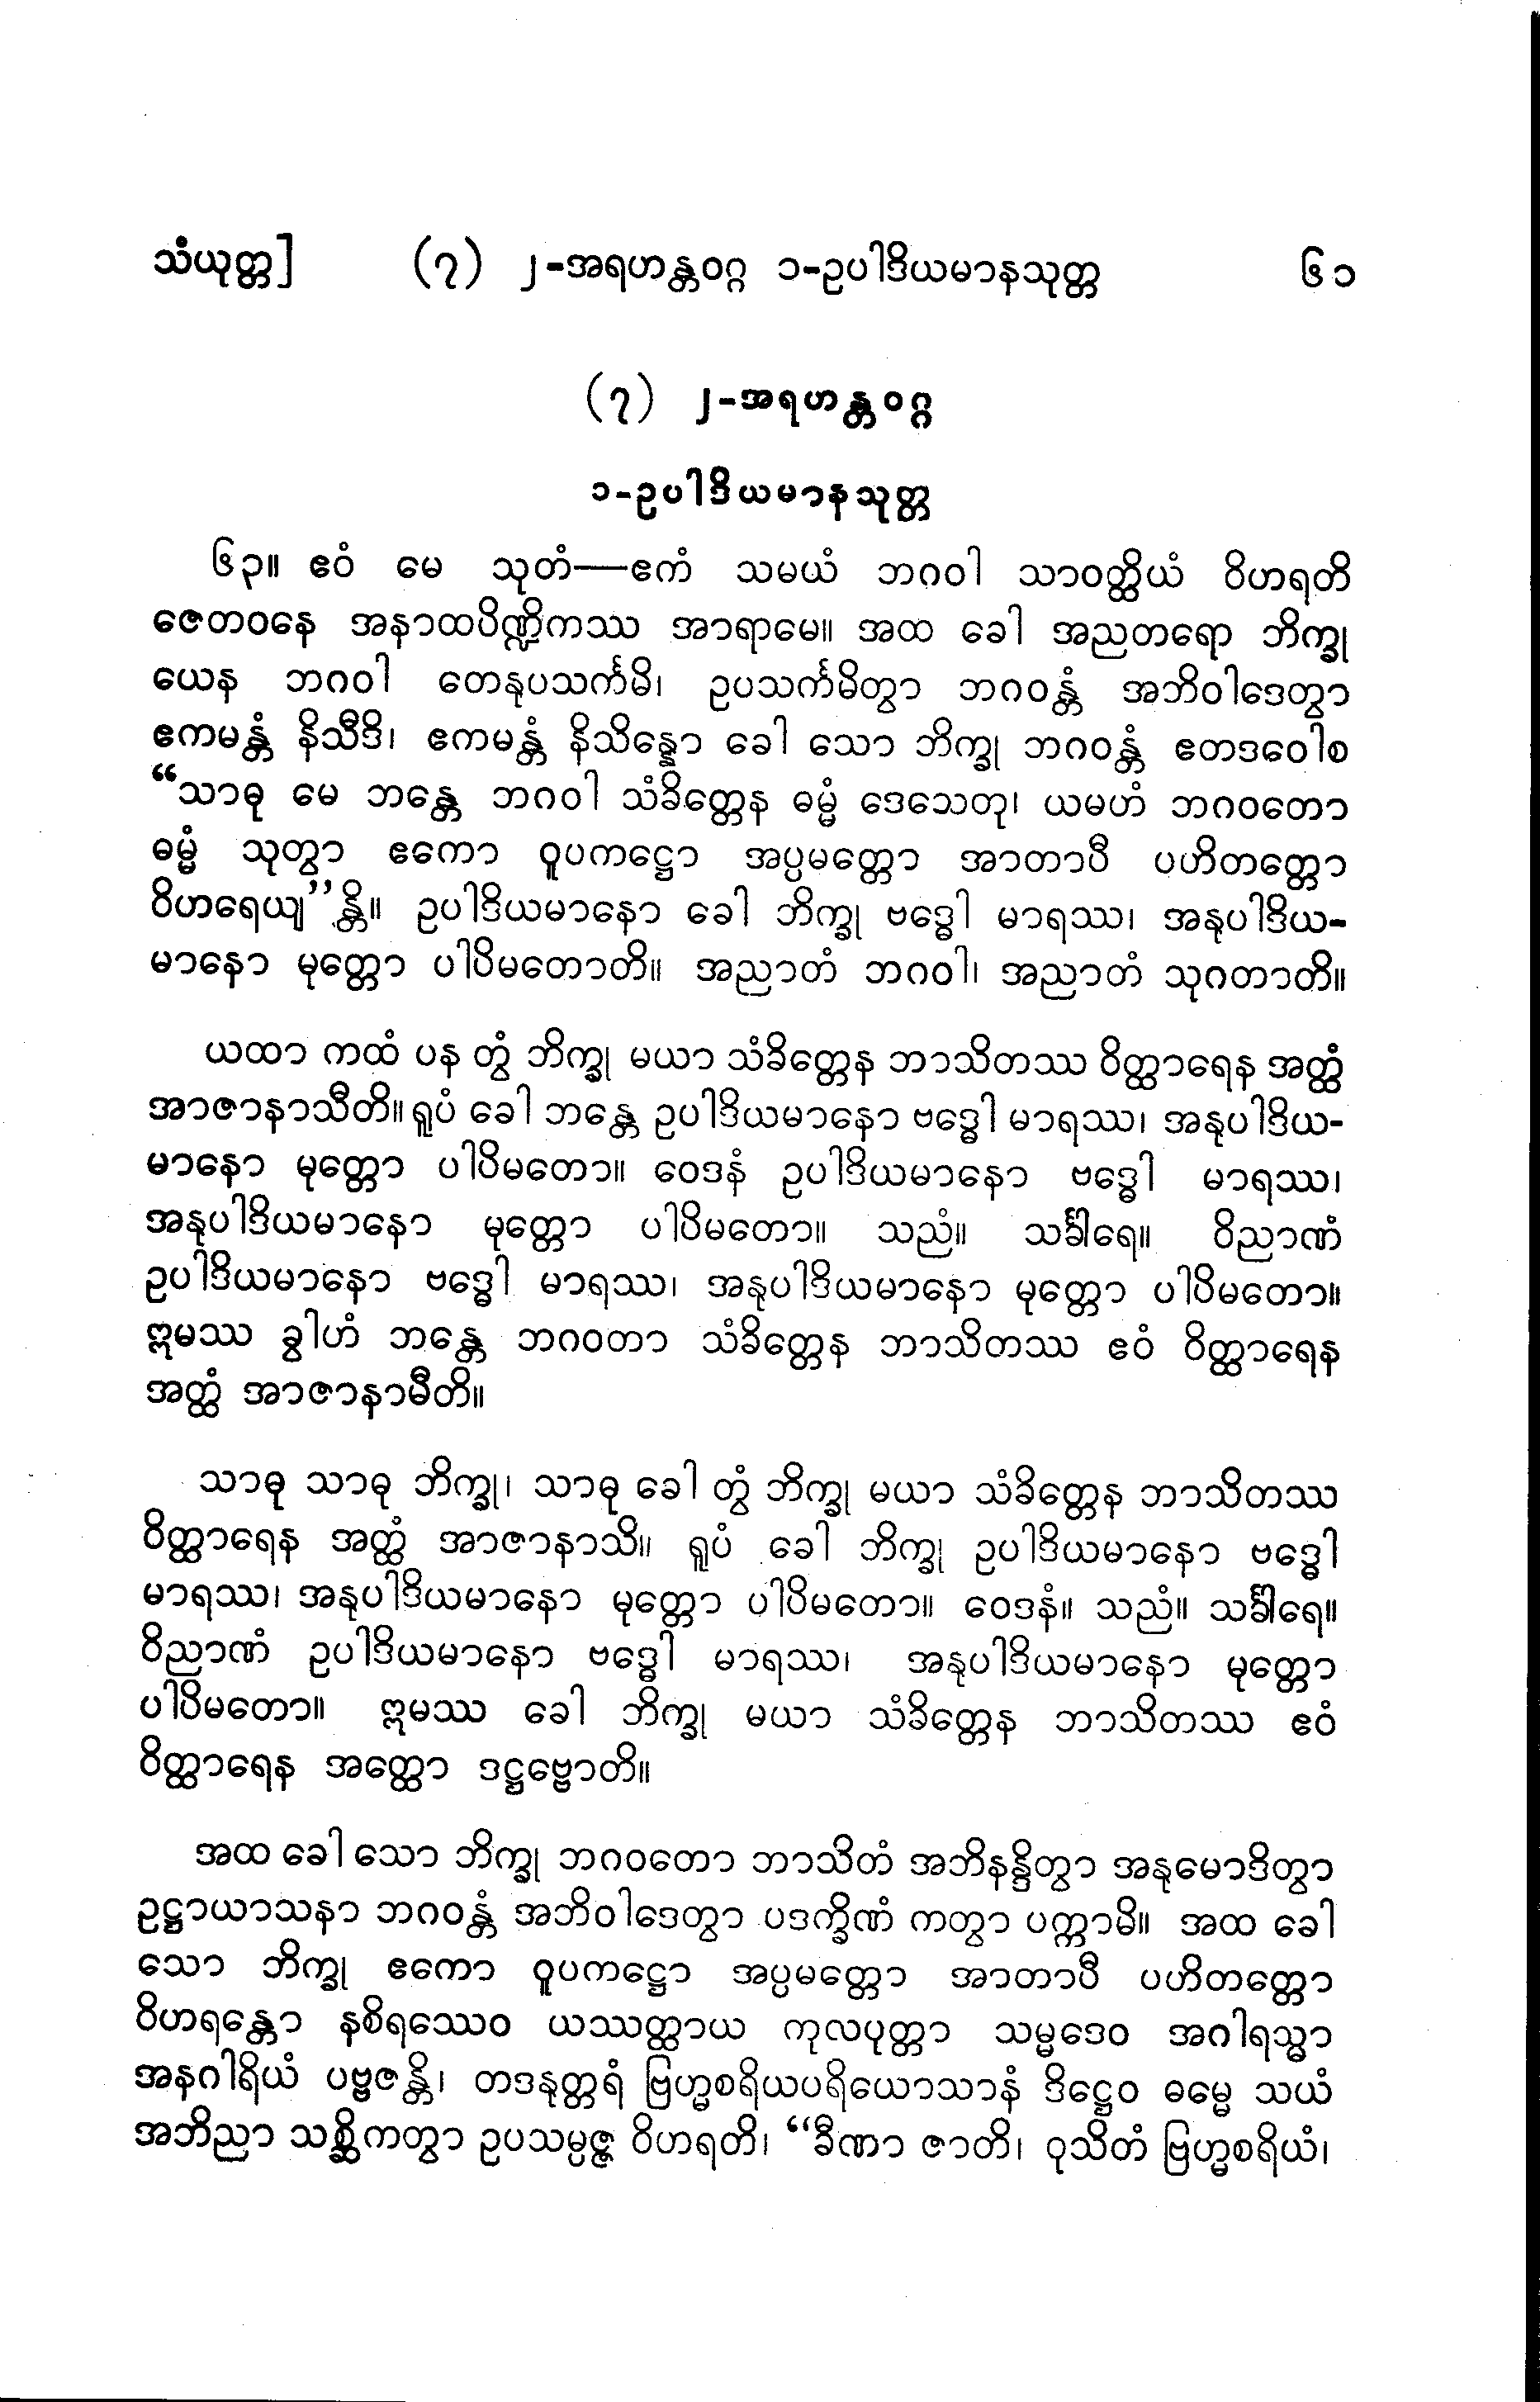 သံယုတ္တ] (၇) ၂-အရဟန္တဝဂ္ဂ ၁-ဥပါဒိယမာနသုတ္တ ၆၁
(၇) ၂-အရဟန္တဝဂ္ဂ
၁-ဥပါဒိယမာနသုတ္တ
၆၃။ ဧဝံ မေ သုတံ—ဧကံ သမယံ ဘဂဝါ သာဝတ္ထိယံ ဝိဟရတိ
ဇေတဝနေ အနာထပိဏ္ဍိကဿ အာရာမေ။ အထ ခေါ အညတရော ဘိက္ခု
ယေန ဘဂဝါ တေနုပသင်္ကမိ၊ ဥပသင်္ကမိတွာ ဘဂဝန္တံ အဘိဝါဒေတွာ
ဧကမန္တံ နိသီဒိ၊ ဧကမန္တံ နိသိန္နော ခေါ သော ဘိက္ခု ဘဂဝန္တံ ဧတဒဝေါစ
“သာဓု မေ ဘန္တေ ဘဂဝါ သံခိတ္တေန ဓမ္မံ ဒေသေတု၊ ယမဟံ ဘဂဝတော
ဓမ္မံ သုတွာ ဧကော ဝူပကဋ္ဌော အပ္ပမတ္တော အာတာပီ ပဟိတတ္တော
ဝိဟရေယျ”န္တိ။ ဥပါဒိယမာနော ခေါ ဘိက္ခု ဗဒ္ဓေါ မာရဿ၊ အနုပါဒိယ-
မာနော မုတ္တော ပါပိမတောတိ။ အညာတံ ဘဂဝါ၊ အညာတံ သုဂတာတိ။
ယထာ ကထံ ပန တွံ ဘိက္ခု မယာ သံခိတ္တေန ဘာသိတဿ ဝိတ္ထာရေန အတ္ထံ
အာဇာနာသီတိ။ ရူပံ ခေါ ဘန္တေ ဥပါဒိယမာနော ဗဒ္ဓေါ မာရဿ၊ အနုပါဒိယ-
မာနော မုတ္တော ပါပိမတော။ ဝေဒနံ ဥပါဒိယမာနော ဗဒ္ဓေါ မာရဿ၊
အနုပါဒိယမာနော မုတ္တော ပါပိမတော။ သညံ။ သင်္ခါရေ။ ဝိညာဏံ
ဥပါဒိယမာနော ဗဒ္ဓေါ မာရဿ၊ အနုပါဒိယမာနော မုတ္တော ပါပိမတော။
ဣမဿ ခွါဟံ ဘန္တေ ဘဂဝတာ သံခိတ္တေန ဘာသိတဿ ဧဝံ ဝိတ္ထာရေန
အတ္ထံ အာဇာနာမီတိ။
သာဓု သာဓု ဘိက္ခု၊ သာဓု ခေါ တွံ ဘိက္ခု မယာ သံခိတ္တေန ဘာသိတဿ
ဝိတ္ထာရေန အတ္ထံ အာဇာနာသိ။ ရူပံ ခေါ ဘိက္ခု ဥပါဒိယမာနော ဗဒ္ဓေါ
မာရဿ၊ အနုပါဒိယမာနော မုတ္တော ပါပိမတော။ ဝေဒနံ။ သညံ။ သင်္ခါရေ။
ဝိညာဏံ ဥပါဒိယမာနော ဗဒ္ဓေါ မာရဿ၊ အနုပါဒိယမာနော မုတ္တော
ပါပိမတော။ ဣမဿ ခေါ ဘိက္ခု မယာ သံခိတ္တေန ဘာသိတဿ ဧဝံ
ဝိတ္ထာရေန အတ္ထော ဒဋ္ဌဗ္ဗောတိ။
အထ ခေါ သော ဘိက္ခု ဘဂဝတော ဘာသိတံ အဘိနန္ဒိတွာ အနုမောဒိတွာ
ဥဋ္ဌာယာသနာ ဘဂဝန္တံ အဘိဝါဒေတွာ ပဒက္ခိဏံ ကတွာ ပက္ကာမိ။ အထ ခေါ
သော ဘိက္ခု ဧကော ဝူပကဋ္ဌော အပ္ပမတ္တော အာတာပီ ပဟိတတ္တော
ဝိဟရန္တော နစိရဿေဝ ယဿတ္ထာယ ကုလပုတ္တာ သမ္မဒေဝ အဂါရသ္မာ
အနဂါရိယံ ပဗ္ဗဇန္တိ၊ တဒနုတ္တရံ ဗြဟ္မစရိယပရိယောသာနံ ဒိဋ္ဌေဝ ဓမ္မေ သယံ
အဘိညာ သစ္ဆိကတွာ ဥပသမ္ပဇ္ဇ ဝိဟရတိ၊ “ခီဏာ ဇာတိ၊ ဝုသိတံ ဗြဟ္မစရိယံ၊